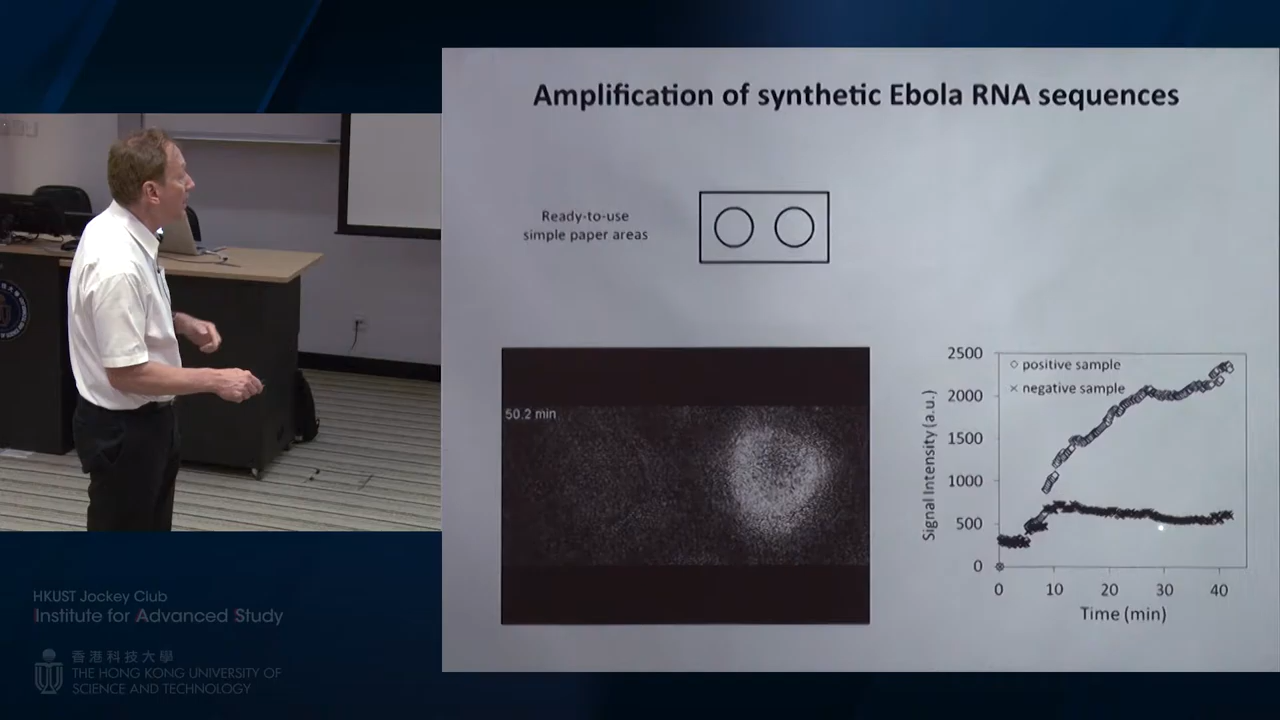 Amplification of synthetic Ebola RNA sequences
Ready-to-use
simple paper areas
50.2 min
2500
2000
1500
1000
500
0
Signal Intensity (a.u.)
positive sample
negative sample
0
10
20
30
40
Time (min)
HKUST Jockey Club
Institute for Advanced Study
香港科技大學
THE HONG KONG UNIVERSITY OF
SCIENCE AND TECHNOLOGY